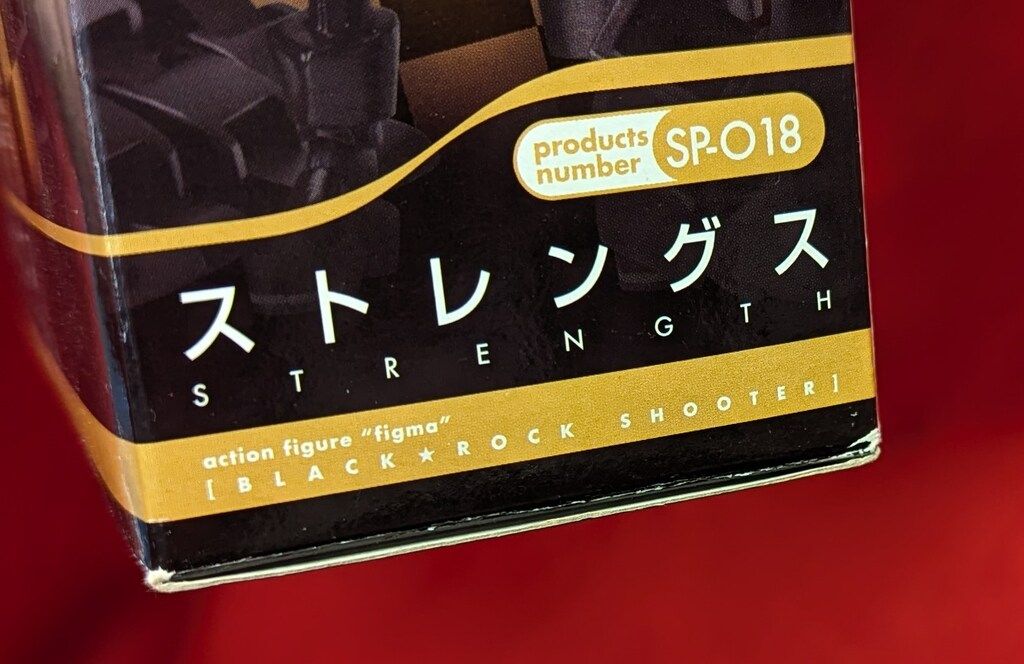 products
number
SP-018
ストレングス
STRENGTH
action figure "figma"
[BLACK★ROCK SHOOTER]